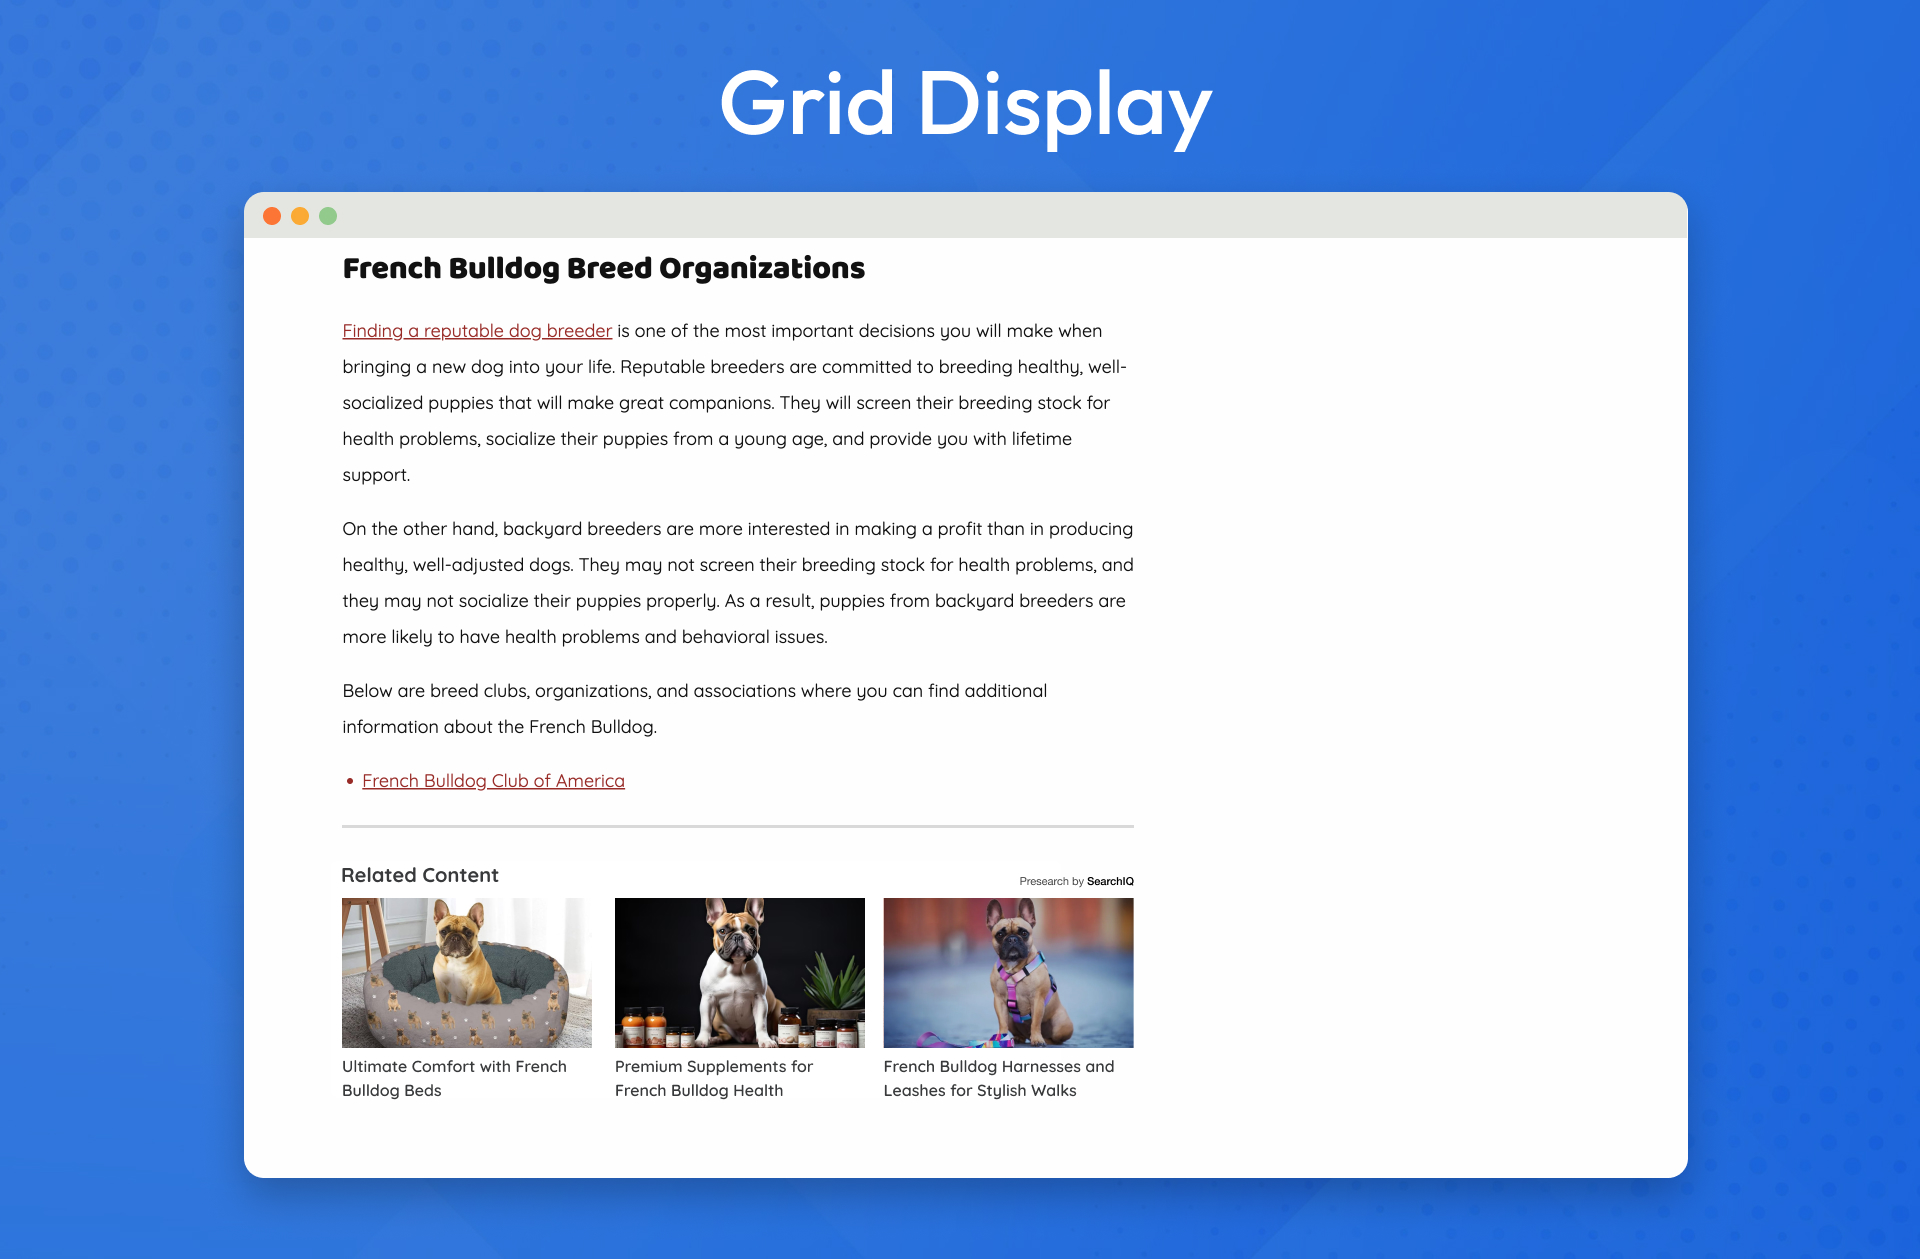 Grid Display
French Bulldog Breed Organizations
Finding a reputable dog breeder is one of the most important decisions you will make when
bringing a new dog into your life. Reputable breeders are committed to breeding healthy, well-
socialized puppies that will make great companions. They will screen their breeding stock for
health problems, socialize their puppies from a young age, and provide you with lifetime
support.
On the other hand, backyard breeders are more interested in making a profit than in producing
healthy, well-adjusted dogs. They may not screen their breeding stock for health problems, and
they may not socialize their puppies properly. As a result, puppies from backyard breeders are
more likely to have health problems and behavioral issues.
Below are breed clubs, organizations, and associations where you can find additional
information about the French Bulldog.
• French Bulldog Club of America
Related Content
Presearch by SearchIQ
Ultimate Comfort with French
Bulldog Beds
Premium Supplements for
French Bulldog Health
French Bulldog Harnesses and
Leashes for Stylish Walks